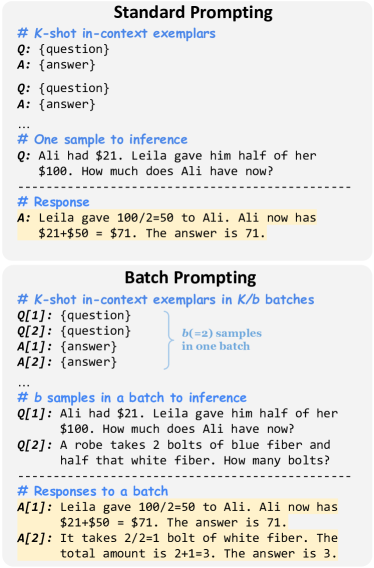 Standard Prompting
# K-shot in-context exemplars
Q: {question}
A: {answer}
Q: {question}
A: {answer}
...
# One sample to inference
Q: Ali had $21. Leila gave him half of her
$100. How much does Ali have now?
----------------------------------------------
# Response
A: Leila gave 100/2=50 to Ali. Ali now has
$21+$50 = $71. The answer is 71.
Batch Prompting
# K-shot in-context exemplars in K/b batches
Q[1]: {question}
Q[2]: {question}
A[1]: {answer}
A[2]: {answer}
b(=2) samples
in one batch
...
# b samples in a batch to inference
Q[1]: Ali had $21. Leila gave him half of her
$100. How much does Ali have now?
Q[2]: A robe takes 2 bolts of blue fiber and
half that white fiber. How many bolts?
----------------------------------------------
# Responses to a batch
A[1]: Leila gave 100/2=50 to Ali. Ali now has
$21+$50 = $71. The answer is 71.
A[2]: It takes 2/2=1 bolt of white fiber. The
total amount is 2+1=3. The answer is 3.